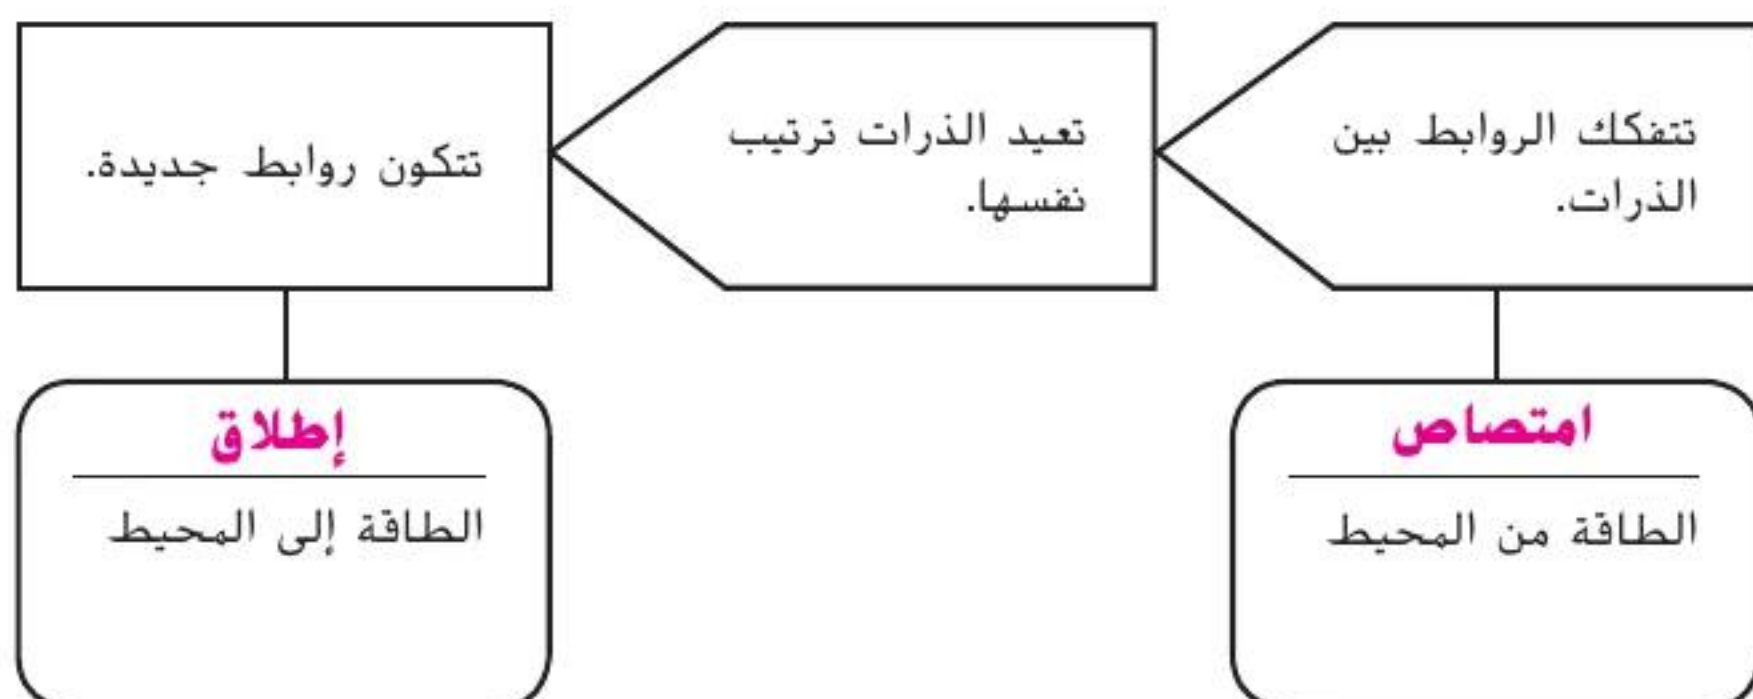 تتفكك الروابط بين
الذرات.
تعيد الذرات ترتيب
نفسها.
تتكون روابط جديدة.
امتصاص
الطاقة من المحيط
إطلاق
الطاقة إلى المحيط